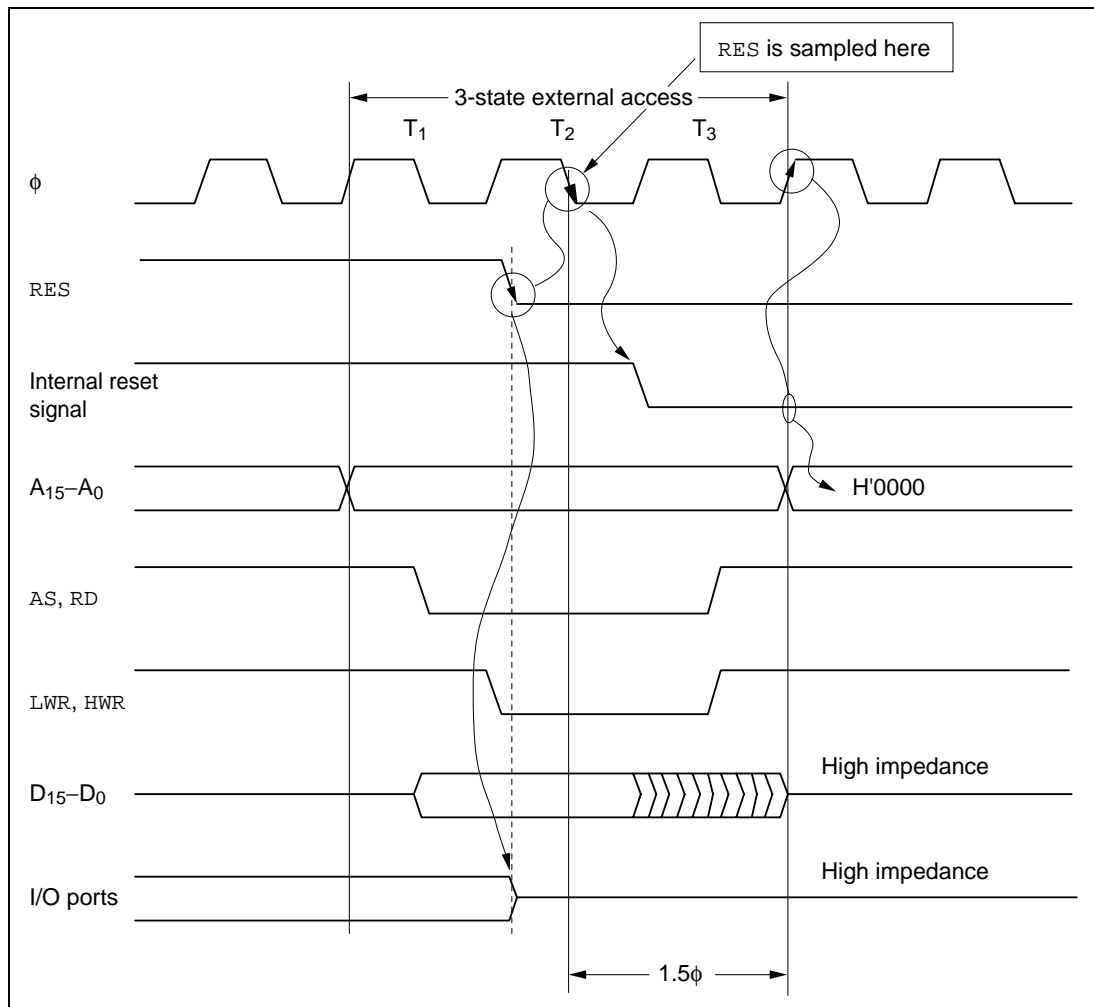 RES is sampled here
3-state external access
T1 T2 T3
ϕ
RES
Internal reset
signal
A15–A0
H'0000
AS, RD
LWR, HWR
High impedance
D15–D0
High impedance
I/O ports
1.5ϕ